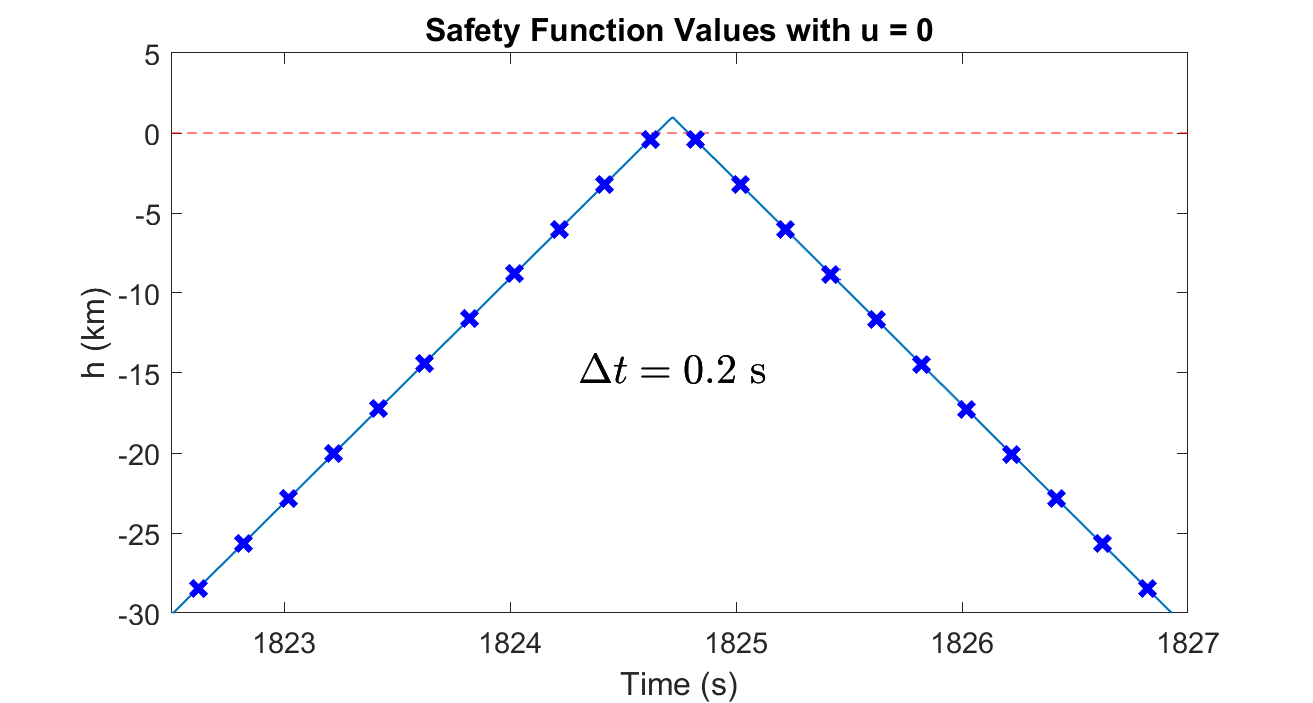 Safety Function Values with u = 0
5
0
-5
-10
-15
-20
-25
-30
h (km)
Δt = 0.2 s
1823 1824 1825 1826 1827
Time (s)